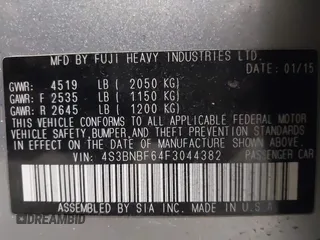 MFD BY FUJI HEAVY INDUSTRIES LTD.
DATE: 01/15
GVWR: 4519 LB ( 2050 KG)
GAWR: F 2535 LB ( 1150 KG)
GAWR: R 2645 LB ( 1200 KG)
THIS VEHICLE CONFORMS TO ALL APPLICABLE FEDERAL MOTOR
VEHICLE SAFETY, BUMPER, AND THEFT PREVENTION STANDARDS
IN EFFECT ON THE DATE OF MANUFACTURE SHOWN ABOVE.
VIN: 4S3BNBF64F3044382 PASSENGER CAR
ASSEMBLED BY SIA INC. IN U.S.A.
DREAMBID